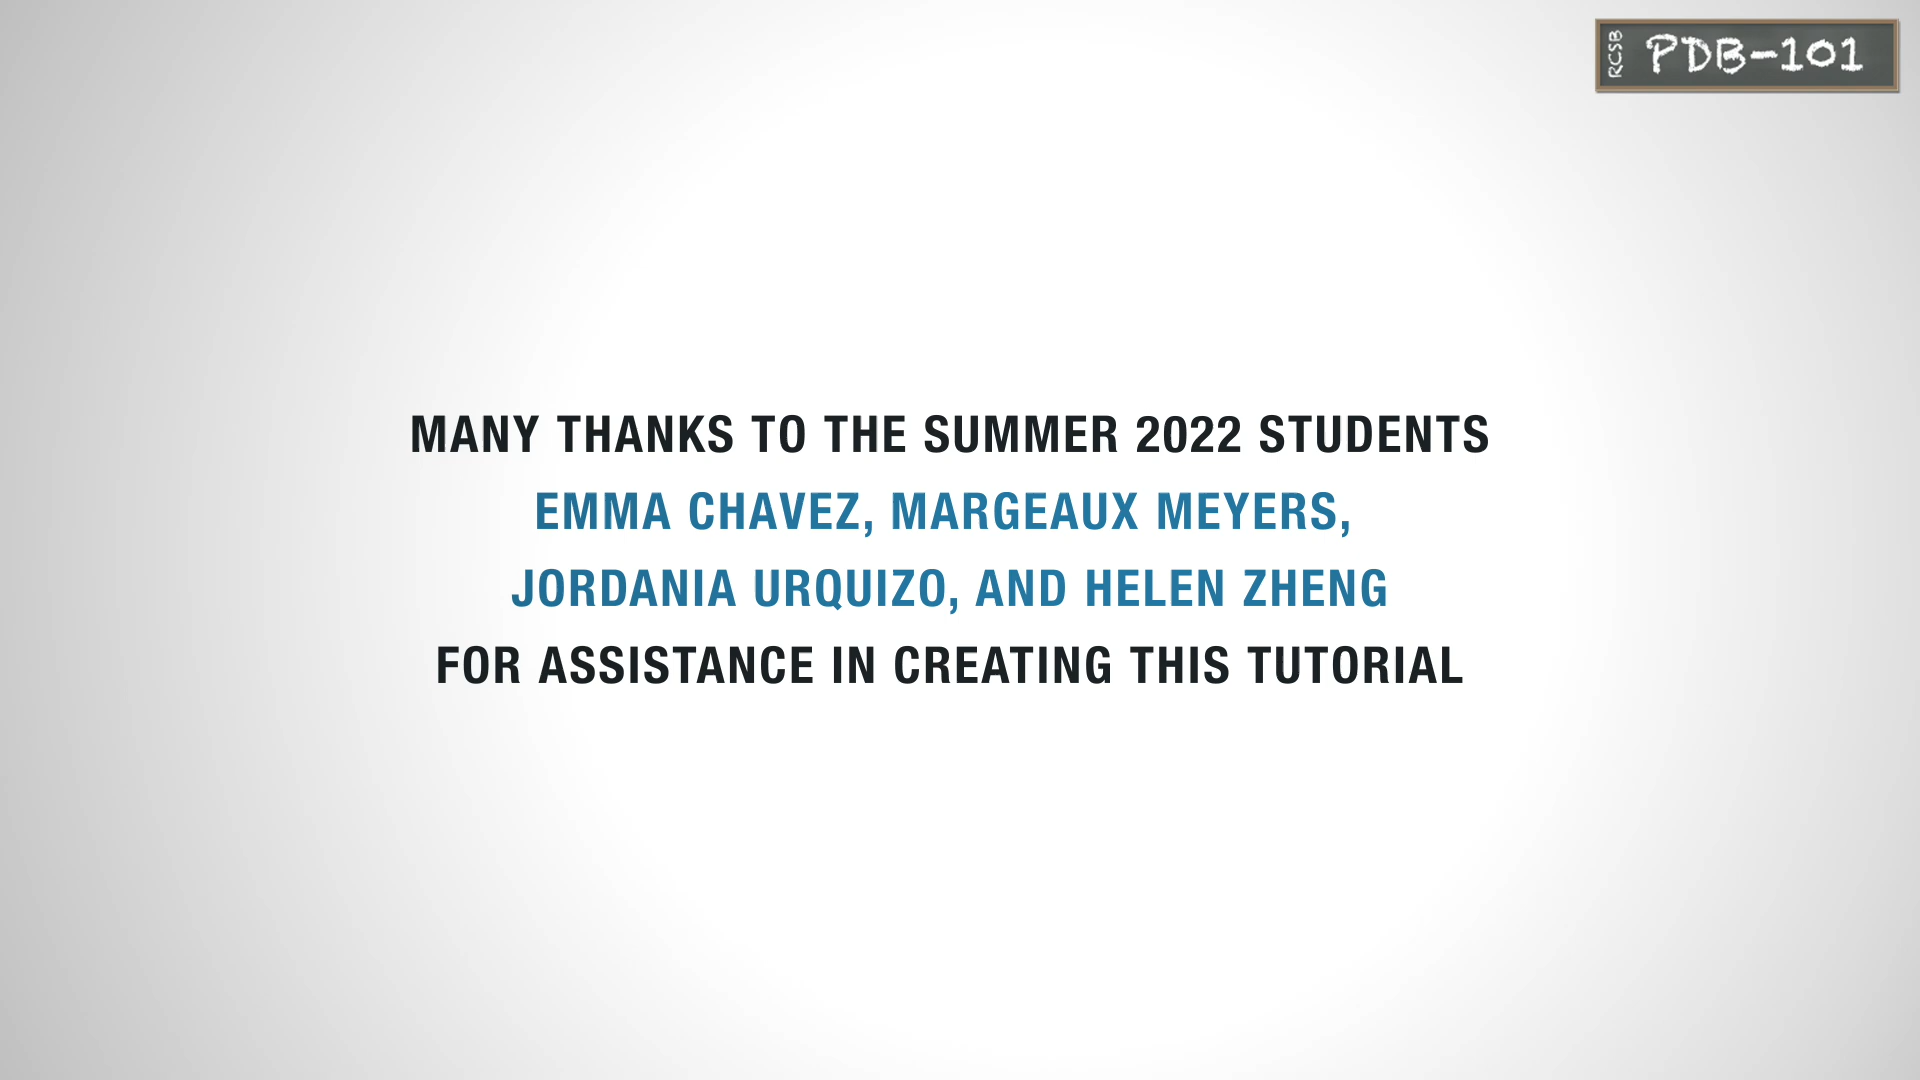 RCSB PDB-101
MANY THANKS TO THE SUMMER 2022 STUDENTS
EMMA CHAVEZ, MARGEAUX MEYERS,
JORDANIA URQUIZO, AND HELEN ZHENG
FOR ASSISTANCE IN CREATING THIS TUTORIAL